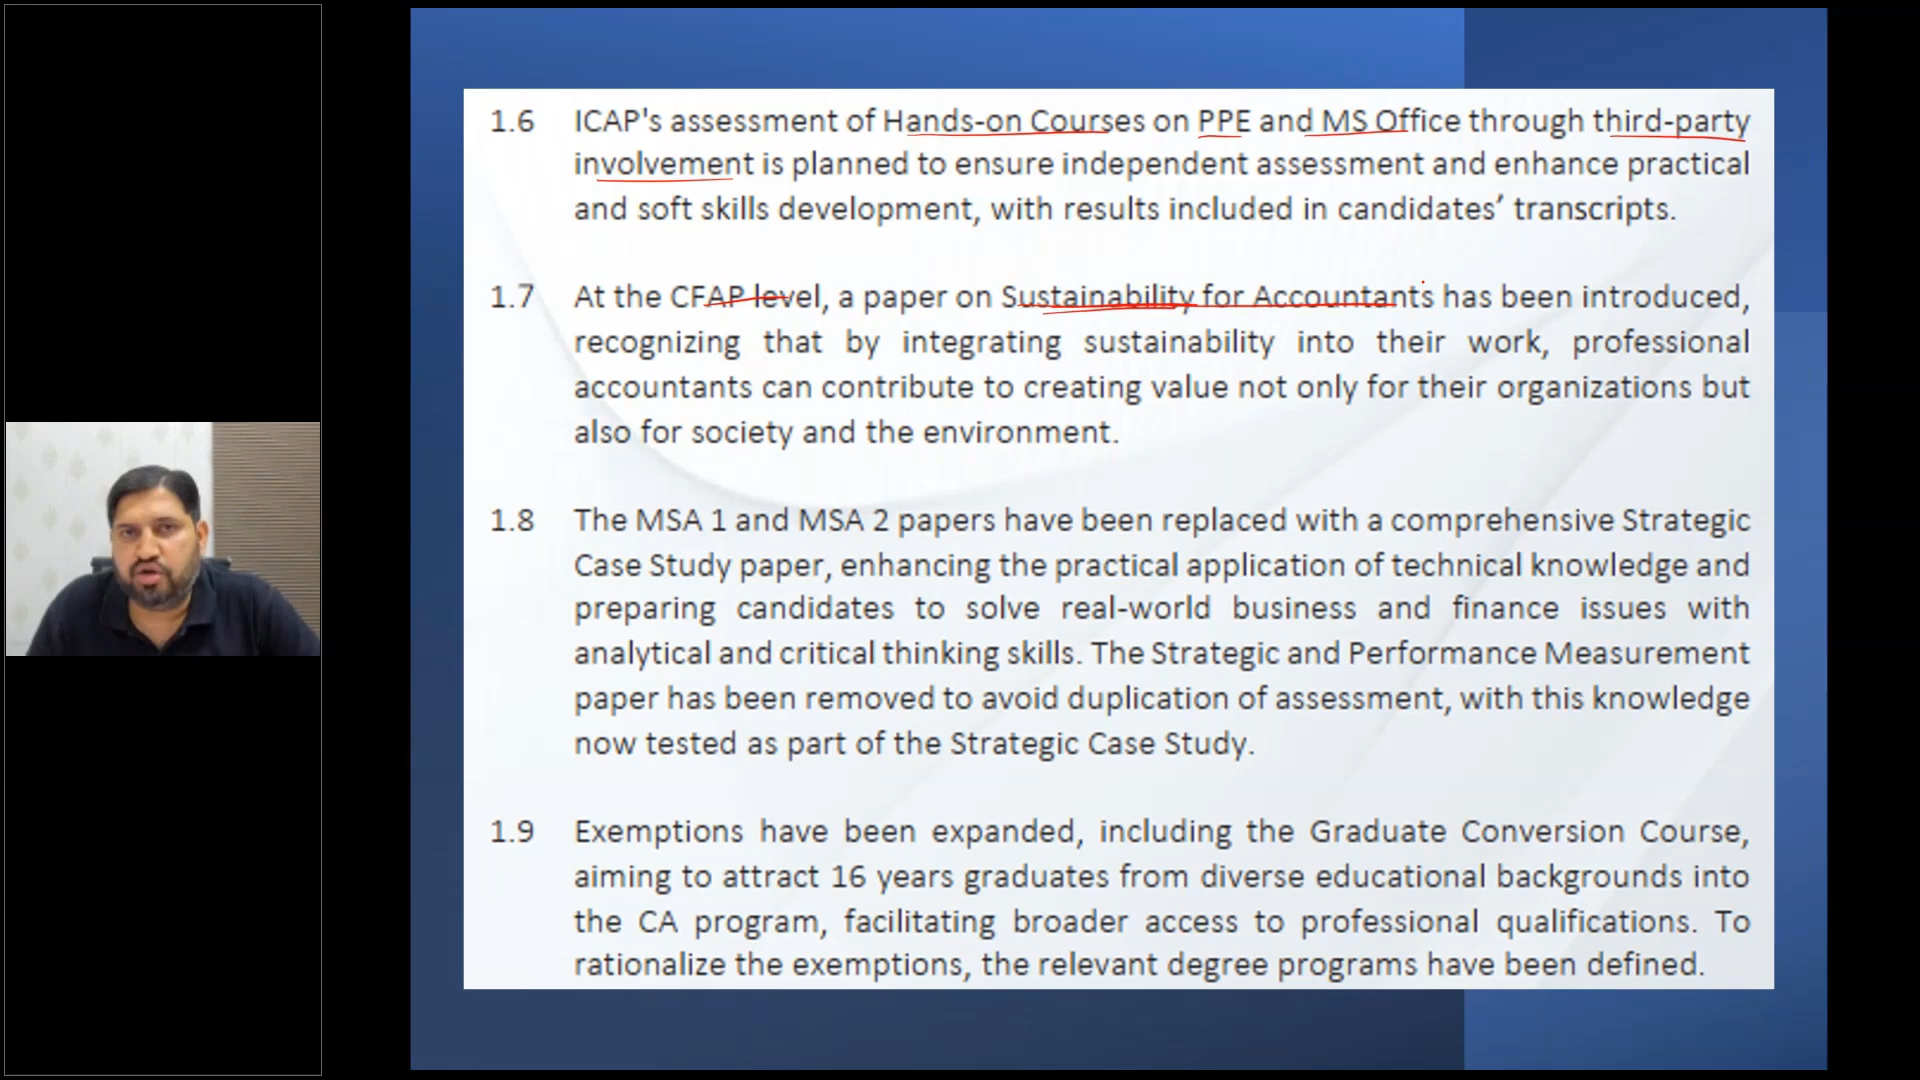 1.6 ICAP's assessment of Hands-on Courses on PPE and MS Office through third-party
involvement is planned to ensure independent assessment and enhance practical
and soft skills development, with results included in candidates’ transcripts.
1.7 At the CFAP level, a paper on Sustainability for Accountants has been introduced,
recognizing that by integrating sustainability into their work, professional
accountants can contribute to creating value not only for their organizations but
also for society and the environment.
1.8 The MSA 1 and MSA 2 papers have been replaced with a comprehensive Strategic
Case Study paper, enhancing the practical application of technical knowledge and
preparing candidates to solve real-world business and finance issues with
analytical and critical thinking skills. The Strategic and Performance Measurement
paper has been removed to avoid duplication of assessment, with this knowledge
now tested as part of the Strategic Case Study.
1.9 Exemptions have been expanded, including the Graduate Conversion Course,
aiming to attract 16 years graduates from diverse educational backgrounds into
the CA program, facilitating broader access to professional qualifications. To
rationalize the exemptions, the relevant degree programs have been defined.